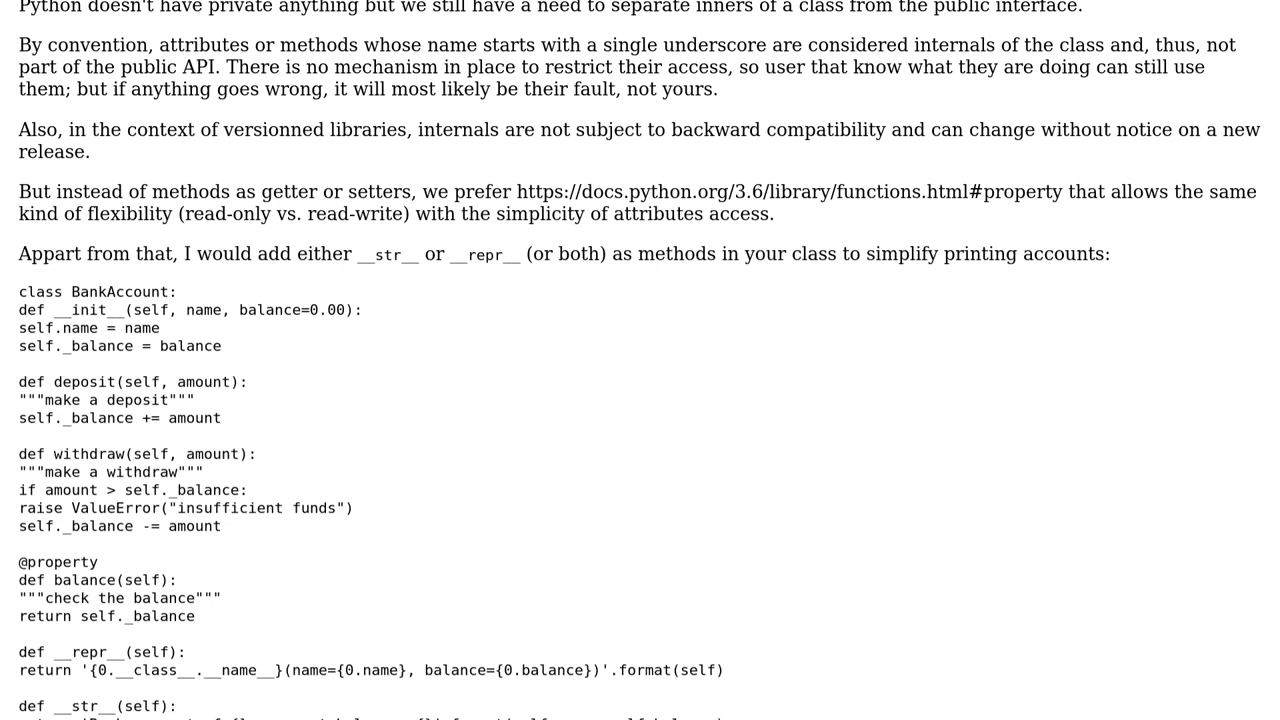 Python doesn't have private anything but we still have a need to separate inners of a class from the public interface.
By convention, attributes or methods whose name starts with a single underscore are considered internals of the class and, thus, not
part of the public API. There is no mechanism in place to restrict their access, so user that know what they are doing can still use
them; but if anything goes wrong, it will most likely be their fault, not yours.
Also, in the context of versionned libraries, internals are not subject to backward compatibility and can change without notice on a new
release.
But instead of methods as getter or setters, we prefer https://docs.python.org/3.6/library/functions.html#property that allows the same
kind of flexibility (read-only vs. read-write) with the simplicity of attributes access.
Appart from that, I would add either __str__ or __repr__ (or both) as methods in your class to simplify printing accounts:
class BankAccount:
def __init__(self, name, balance=0.00):
self.name = name
self._balance = balance
def deposit(self, amount):
"""make a deposit"""
self._balance += amount
def withdraw(self, amount):
"""make a withdraw"""
if amount > self._balance:
raise ValueError("insufficient funds")
self._balance -= amount
@property
def balance(self):
"""check the balance"""
return self._balance
def __repr__(self):
return '{0.__class__.__name__}(name={0.name}, balance={0.balance})'.format(self)
def __str__(self):